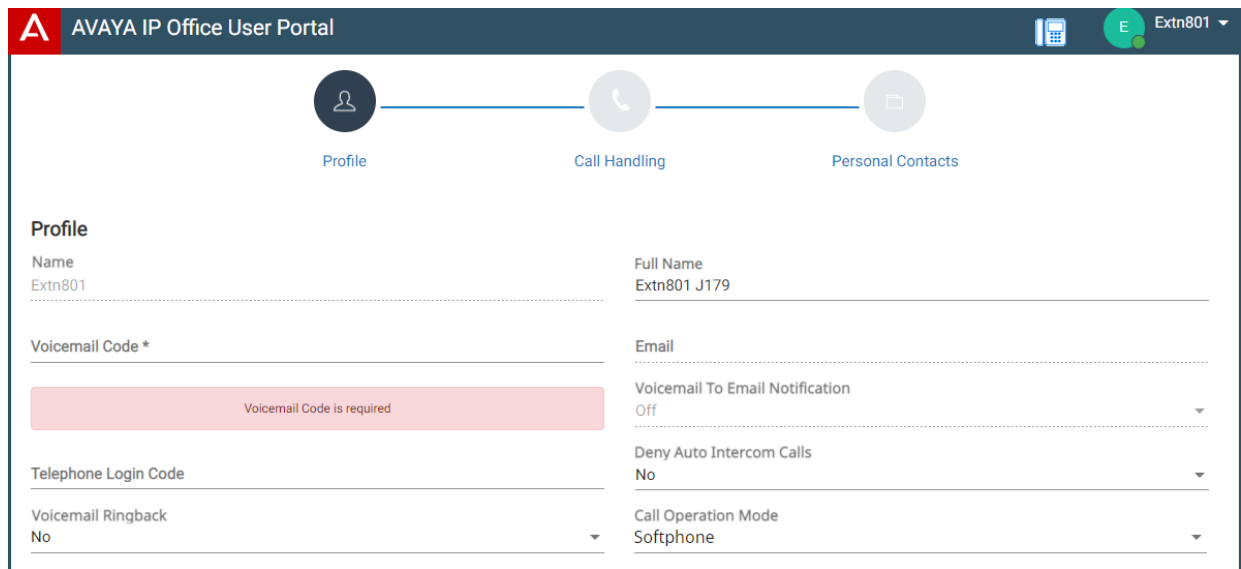 AVAYA IP Office User Portal
E
Extn801
Profile
Call Handling
Personal Contacts
Profile
Name
Extn801
Full Name
Extn801 J179
Voicemail Code *
Email
Voicemail Code is required
Voicemail To Email Notification
Off
Telephone Login Code
Deny Auto Intercom Calls
No
Voicemail Ringback
No
Call Operation Mode
Softphone